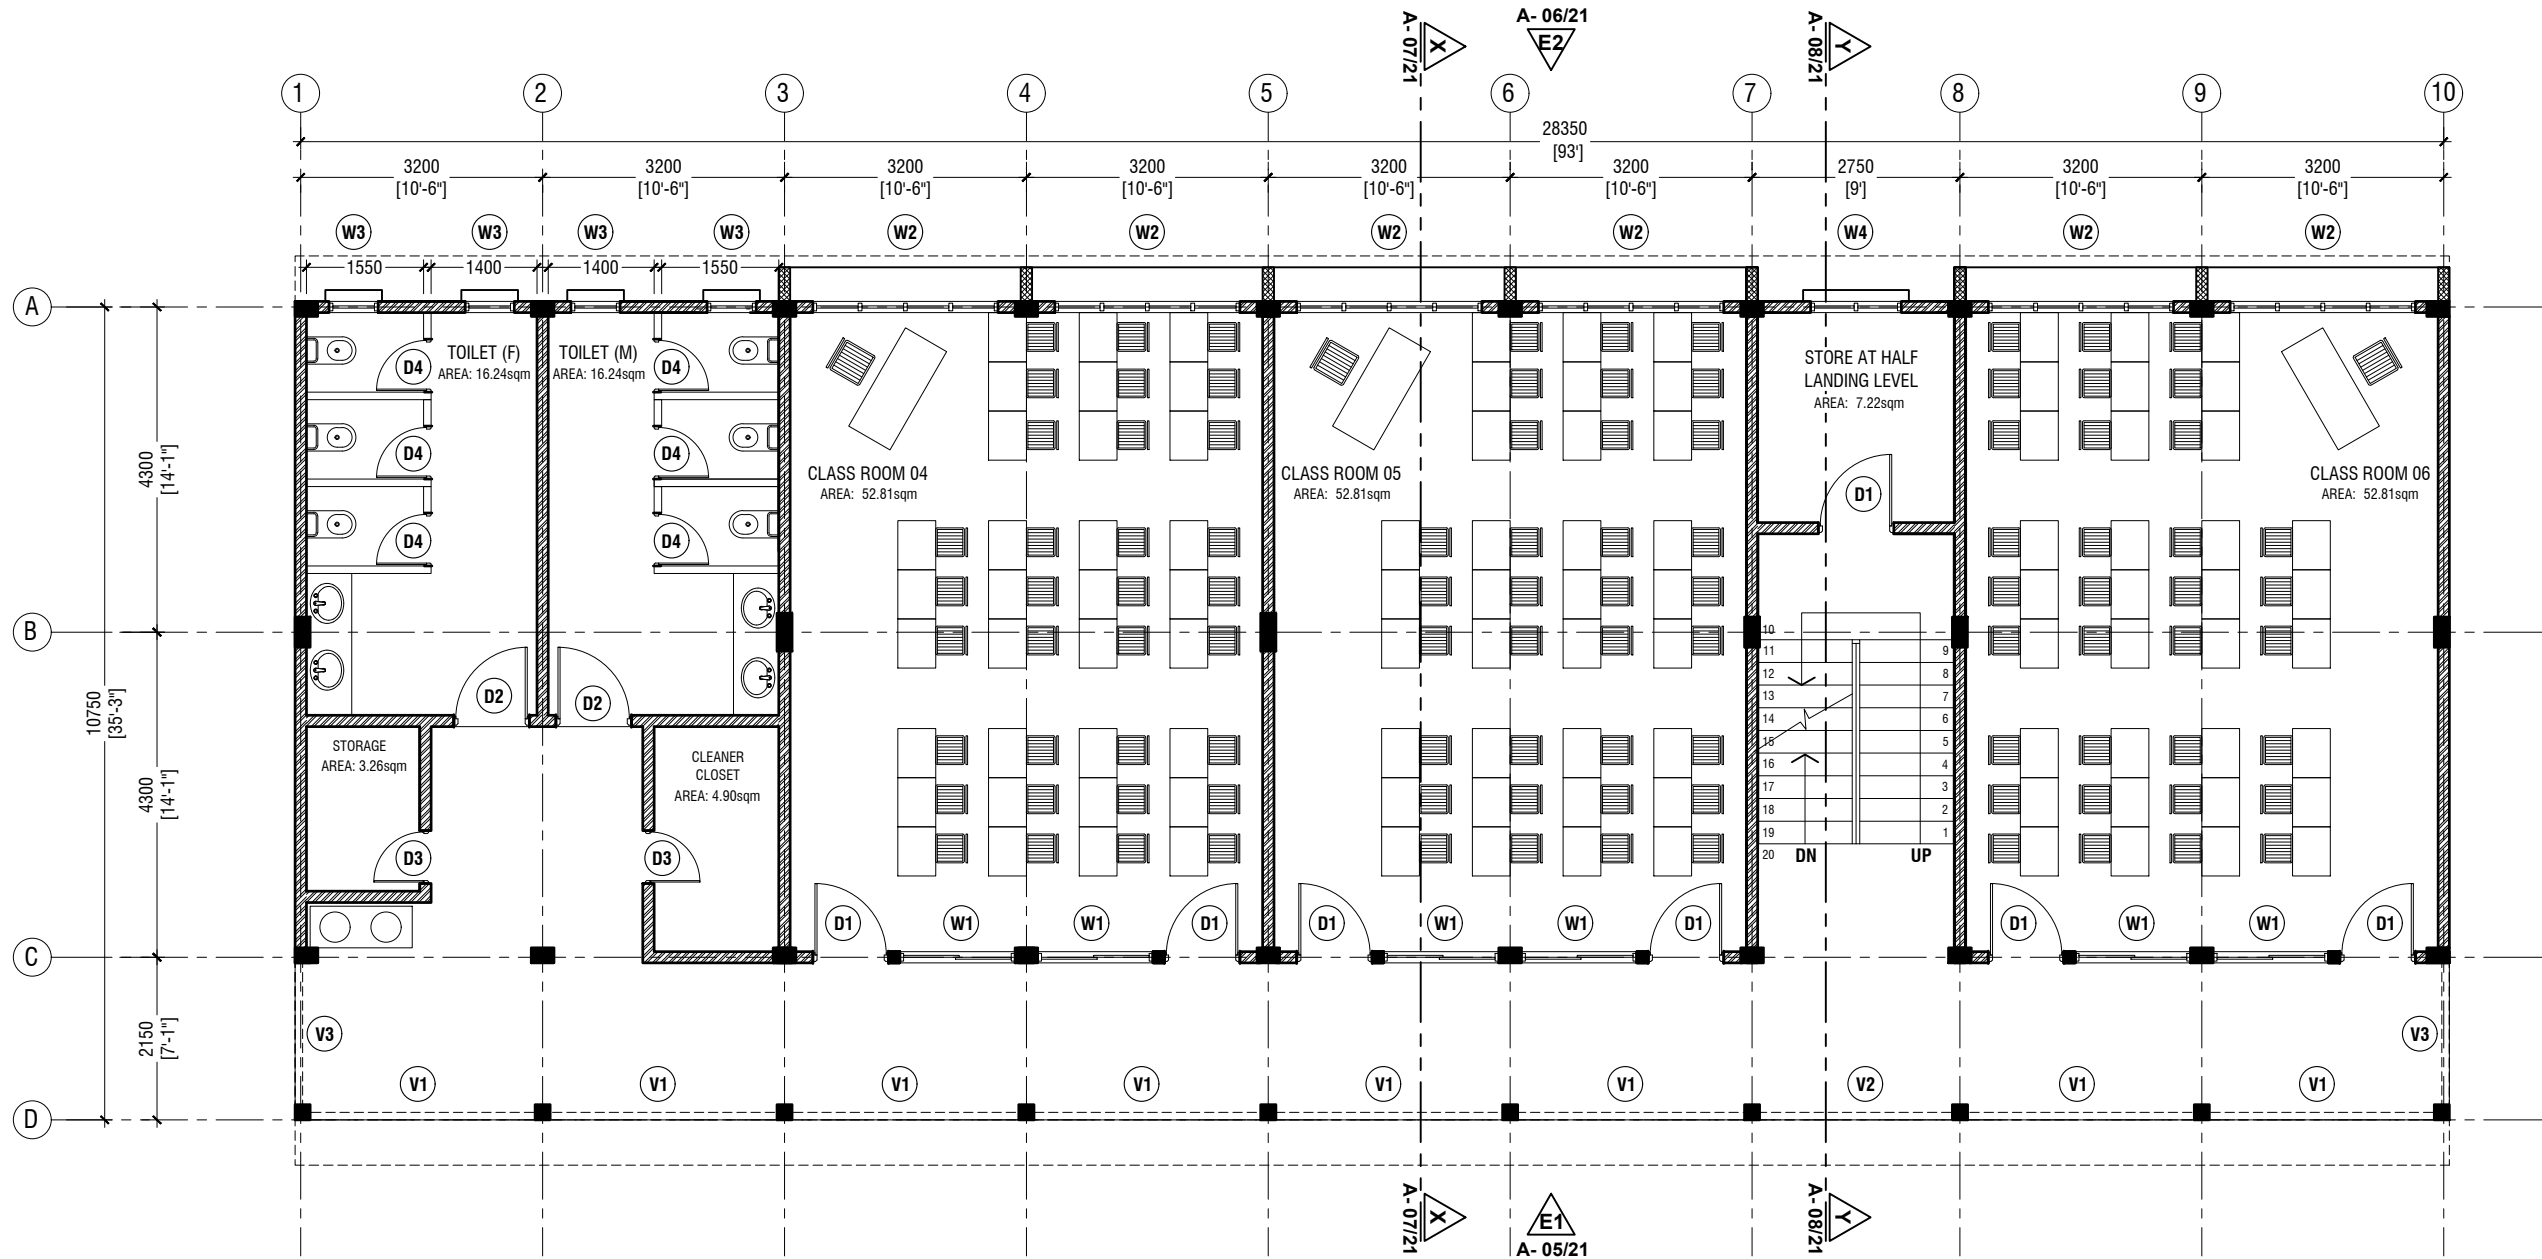 A- 06/21
E2
A- 07/21
X
A- 08/21
Y
1 2 3 4 5 6 7 8 9 10
28350
[93']
3200 3200 3200 3200 3200 3200 2750 3200 3200
[10'-6"] [10'-6"] [10'-6"] [10'-6"] [10'-6"] [10'-6"] [9'] [10'-6"] [10'-6"]
W3 W3 W3 W3 W2 W2 W2 W2 W4 W2 W2
1550 1400 1400 1550
A
B
C
D
10750
[35'-3"]
4300
[14'-1"]
4300
[14'-1"]
2150
[7'-1"]
TOILET (F)
AREA: 16.24sqm
TOILET (M)
AREA: 16.24sqm
D4 D4
D4 D4
D4 D4
D2 D2
STORAGE
AREA: 3.26sqm
CLEANER
CLOSET
AREA: 4.90sqm
D3 D3
CLASS ROOM 04
AREA: 52.81sqm
CLASS ROOM 05
AREA: 52.81sqm
STORE AT HALF
LANDING LEVEL
AREA: 7.22sqm
D1
CLASS ROOM 06
AREA: 52.81sqm
10
11 9
12 8
13 7
14 6
15 5
16 4
17 3
18 2
19 1
20 DN UP
D1 W1 W1 D1 D1 W1 W1 D1 D1 W1 W1 D1
V3 V3
V1 V1 V1 V1 V1 V1 V2 V1 V1
A- 07/21
X
E1
A- 05/21
A- 08/21
Y